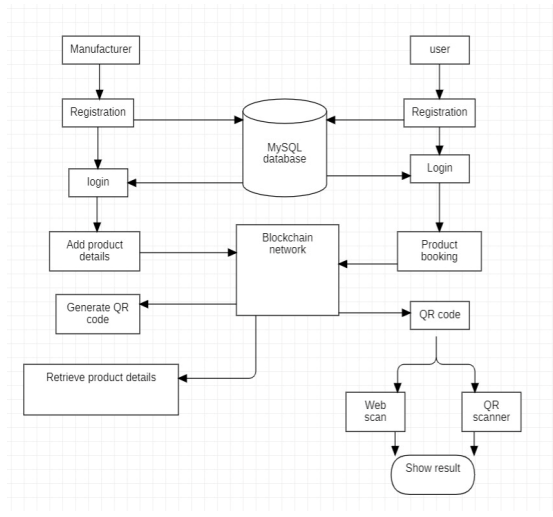 Manufacturer
user
Registration
Registration
MySQL
database
login
Login
Add product
details
Blockchain
network
Product
booking
Generate QR
code
QR code
Retrieve product details
Web
scan
QR
scanner
Show result